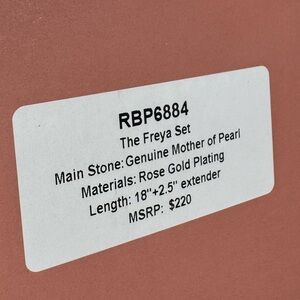 RBP6884
The Freya Set
Main Stone: Genuine Mother of Pearl
Materials: Rose Gold Plating
Length: 18"+2.5" extender
MSRP: $220